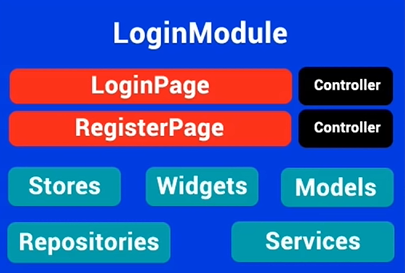 LoginModule
LoginPage Controller
RegisterPage Controller
Stores Widgets Models
Repositories Services